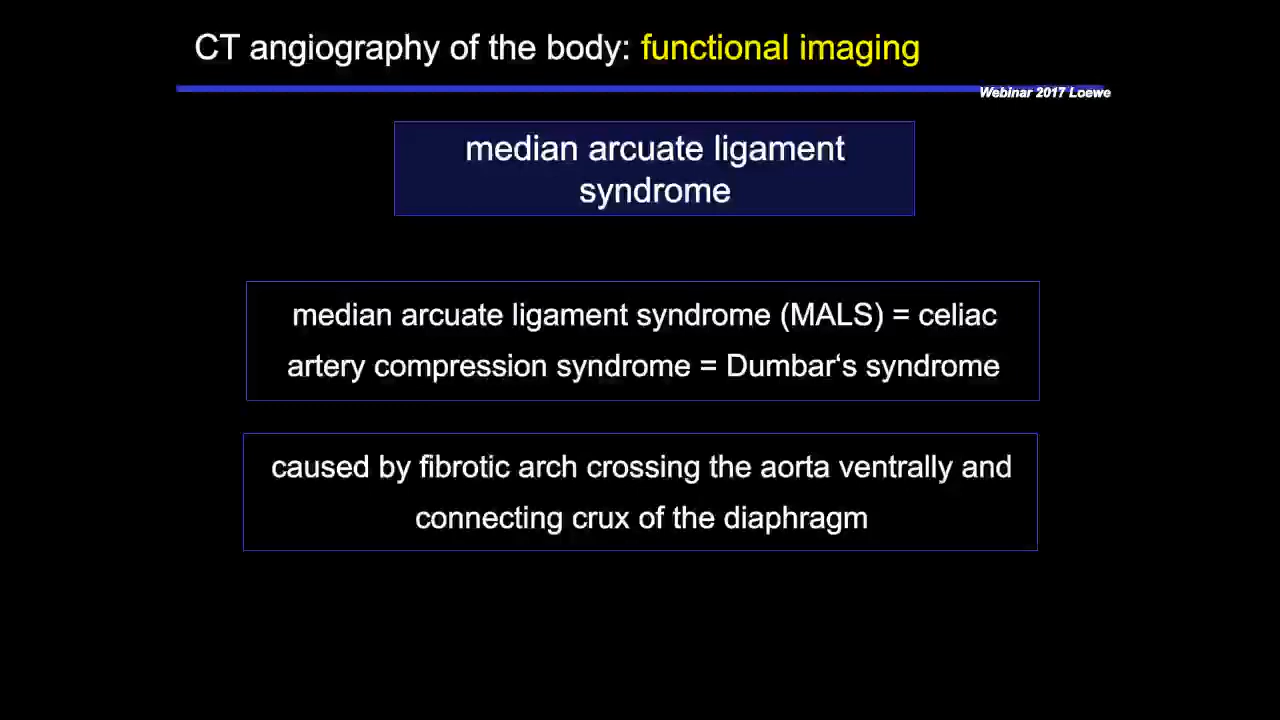 CT angiography of the body: functional imaging
Webinar 2017 Loewe
median arcuate ligament
syndrome
median arcuate ligament syndrome (MALS) = celiac
artery compression syndrome = Dumbar‘s syndrome
caused by fibrotic arch crossing the aorta ventrally and
connecting crux of the diaphragm